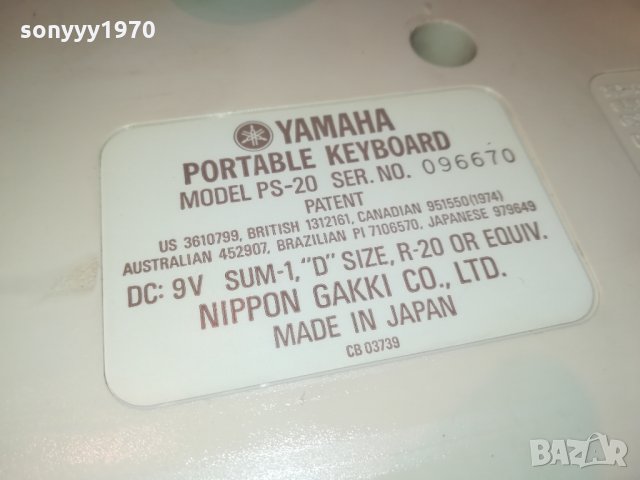 sonyyy1970
YAMAHA
PORTABLE KEYBOARD
MODEL PS-20 SER. NO. 096670
PATENT
US 3610799, BRITISH 1312161, CANADIAN 951550(1974)
AUSTRALIAN 452907, BRAZILIAN PI 7106570, JAPANESE 979649
DC: 9V SUM-1, "D" SIZE, R-20 OR EQUIV.
NIPPON GAKKI CO., LTD.
MADE IN JAPAN
CB 03739
BAZAR